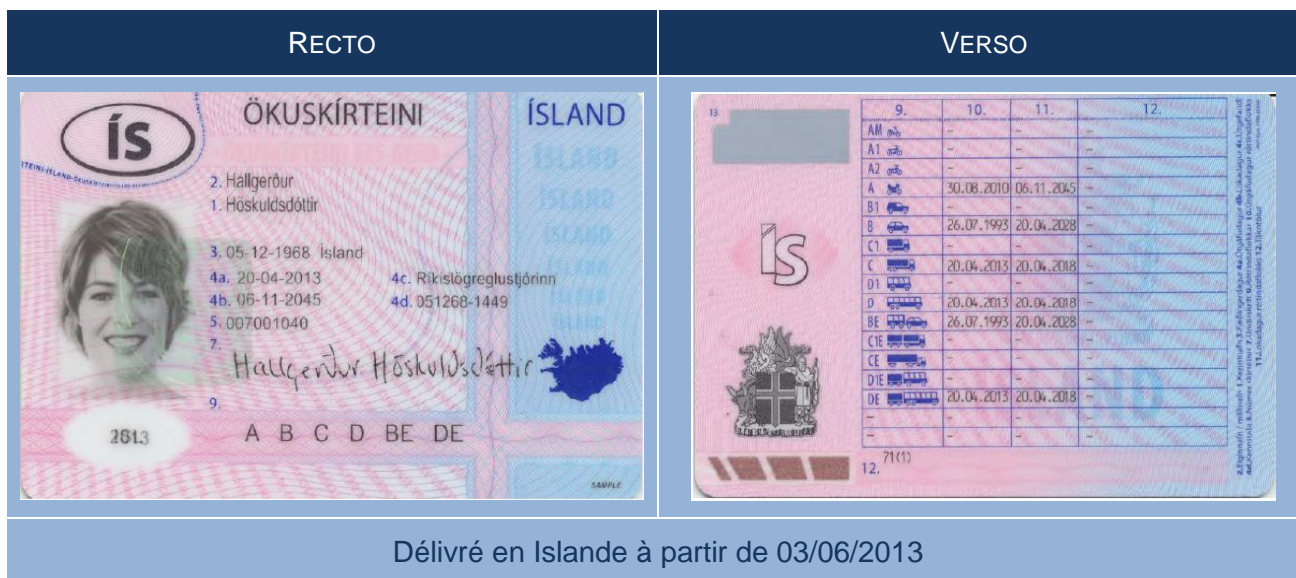 RECTO
VERSO
ÍS
ÖKUSKÍRTEINI
ÍSLAND
2. Hallgerður
1. Höskuldsdóttir
3. 05-12-1968 Ísland
4a. 20-04-2013 4c. Ríkislögreglustjórinn
4b. 06-11-2045 4d. 051268-1449
5. 007001040
7.
Hallgerður Höskuldsdóttir
9.
2013
A B C D BE DE
SAMPLE
13.
9. 10. 11. 12.
AM - - -
A1 - - -
A2 - - -
A 30.08.2010 06.11.2045 -
B1 - - -
B 26.07.1993 20.04.2028 -
C1 - - -
C 20.04.2013 20.04.2018 -
D1 - - -
D 20.04.2013 20.04.2018 -
BE 26.07.1993 20.04.2028 -
C1E - - -
CE - - -
D1E - - -
DE 20.04.2013 20.04.2018 -
- - - -
- - - -
12. 71(1)
ÍS
Délivré en Islande à partir de 03/06/2013